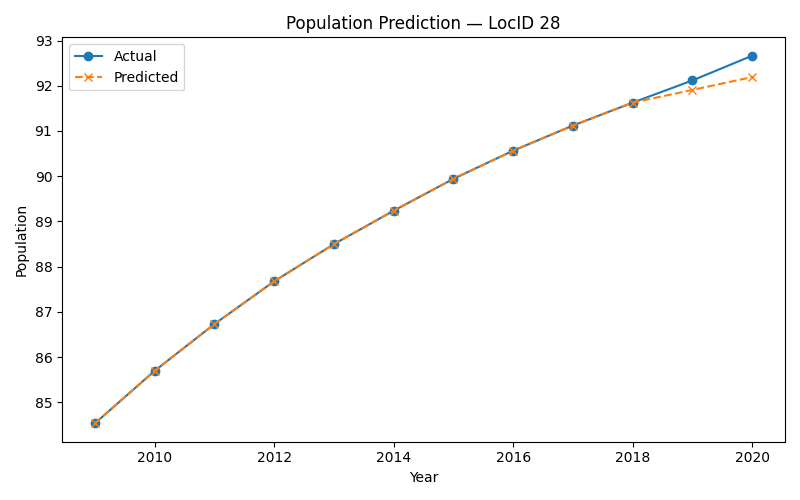 Population Prediction — LocID 28
Actual
Predicted
Population
93
92
91
90
89
88
87
86
85
2010 2012 2014 2016 2018 2020
Year